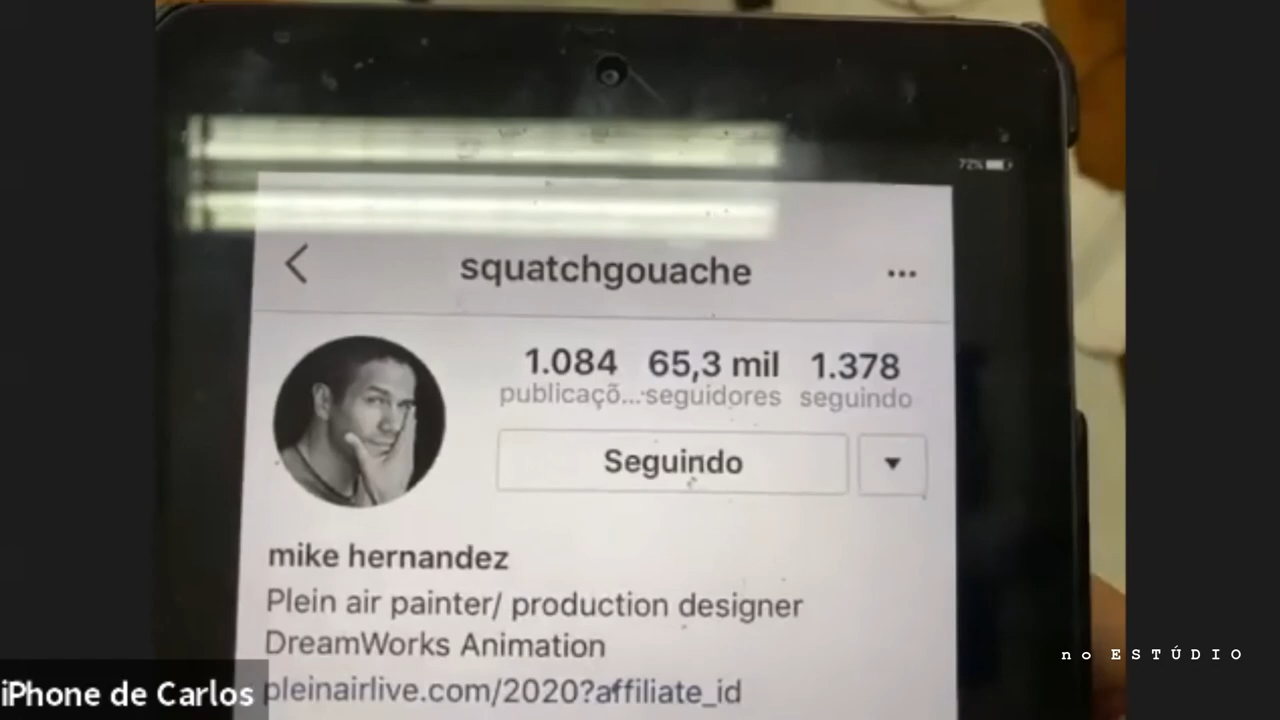 72%
squatchgouache
1.084 65,3 mil 1.378
publicaçõ... seguidores seguindo
Seguindo
mike hernandez
Plein air painter/ production designer
DreamWorks Animation
pleinairlive.com/2020?affiliate_id
iPhone de Carlos
no ESTÚDIO